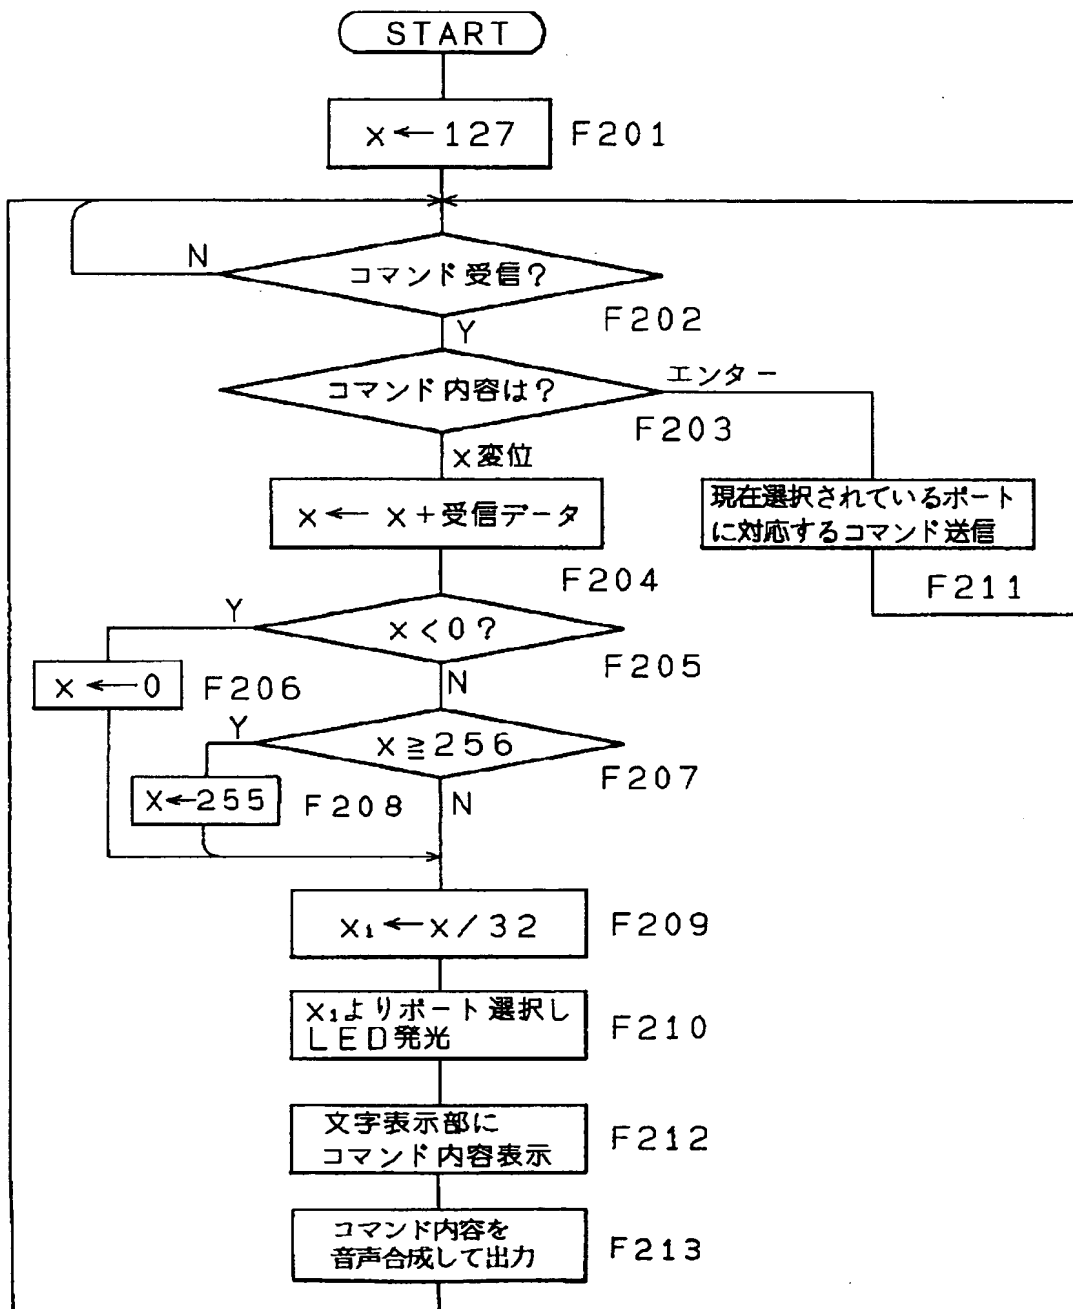 START
x←127
F201
N
コマンド受信?
F202
Y
コマンド内容は?
エンター
F203
x変位
x← x+受信データ
現在選択されているポート
に対応するコマンド送信
F204
F211
Y
x<0?
F205
x←0
F206
N
Y
x≧256
F207
x←255
F208
N
x₁←x/32
F209
x₁よりポート選択し
LED発光
F210
文字表示部に
コマンド内容表示
F212
コマンド内容を
音声合成して出力
F213